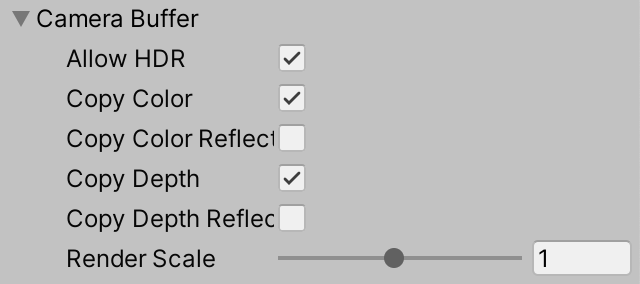 Camera Buffer
Allow HDR
Copy Color
Copy Color Reflect
Copy Depth
Copy Depth Reflec
Render Scale 1